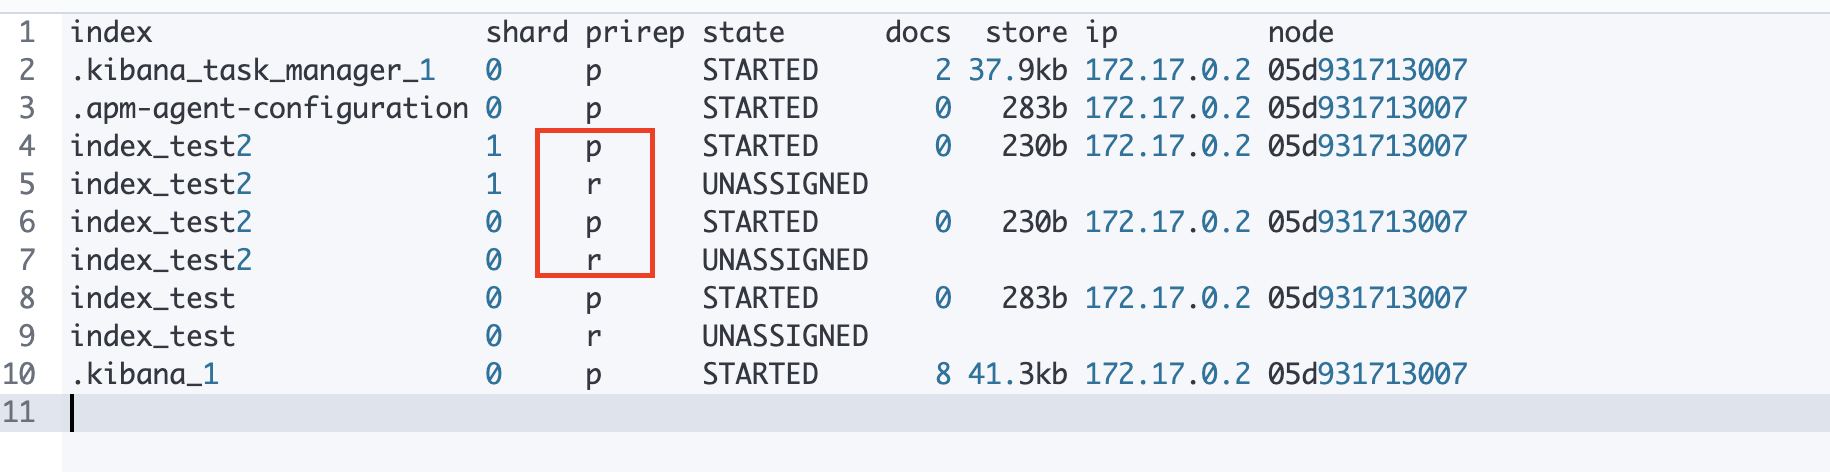 1 index shard prirep state docs store ip node
2 .kibana_task_manager_1 0 p STARTED 2 37.9kb 172.17.0.2 05d931713007
3 .apm-agent-configuration 0 p STARTED 0 283b 172.17.0.2 05d931713007
4 index_test2 1 p STARTED 0 230b 172.17.0.2 05d931713007
5 index_test2 1 r UNASSIGNED
6 index_test2 0 p STARTED 0 230b 172.17.0.2 05d931713007
7 index_test2 0 r UNASSIGNED
8 index_test 0 p STARTED 0 283b 172.17.0.2 05d931713007
9 index_test 0 r UNASSIGNED
10 .kibana_1 0 p STARTED 8 41.3kb 172.17.0.2 05d931713007
11